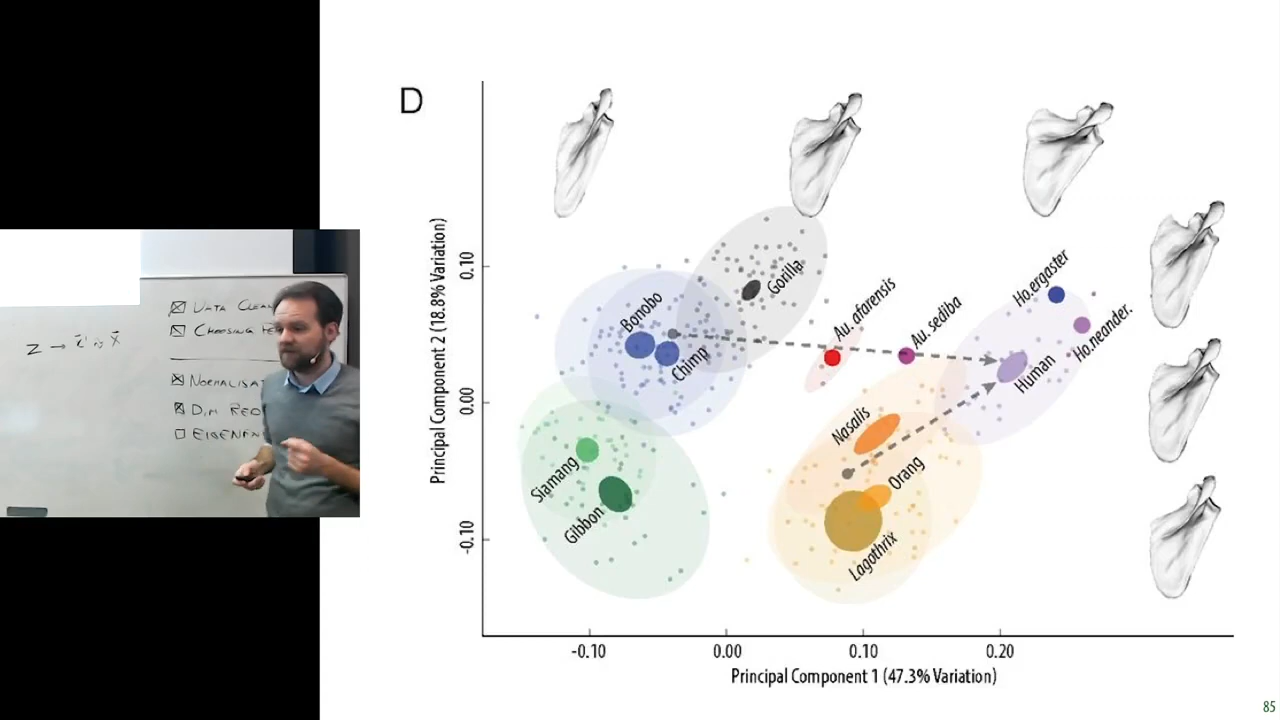 D
Principal Component 2 (18.8% Variation)
0.10
0.00
-0.10
Gorilla
Bonobo
Chimp
Au. afarensis
Au. sediba
Ho.ergaster
Ho.neander.
Human
Nasalis
Orang
Lagothrix
Siamang
Gibbon
-0.10
0.00
0.10
0.20
Principal Component 1 (47.3% Variation)
85
Data Clean
Choosing
Normalisa
Dim Red
Eigen